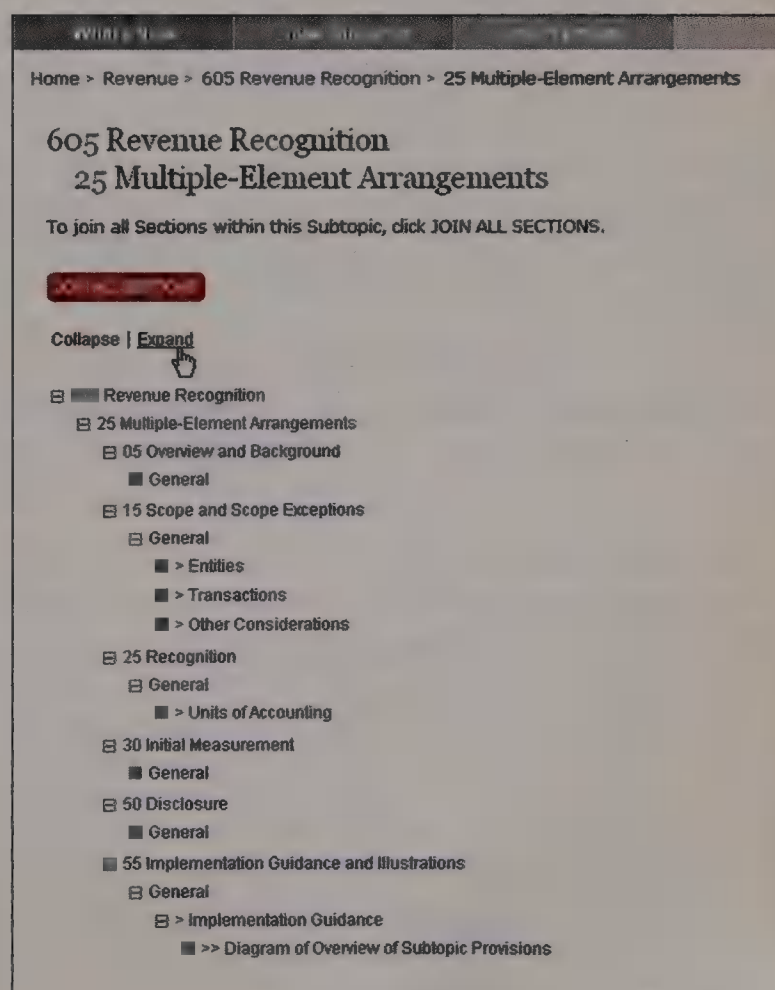 Home > Revenue > 605 Revenue Recognition > 25 Multiple-Element Arrangements
605 Revenue Recognition
25 Multiple-Element Arrangements
To join all Sections within this Subtopic, click JOIN ALL SECTIONS.
Collapse | Expand
Revenue Recognition
25 Multiple-Element Arrangements
05 Overview and Background
General
15 Scope and Scope Exceptions
General
> Entities
> Transactions
> Other Considerations
25 Recognition
General
> Units of Accounting
30 Initial Measurement
General
50 Disclosure
General
55 Implementation Guidance and Illustrations
General
> Implementation Guidance
>> Diagram of Overview of Subtopic Provisions